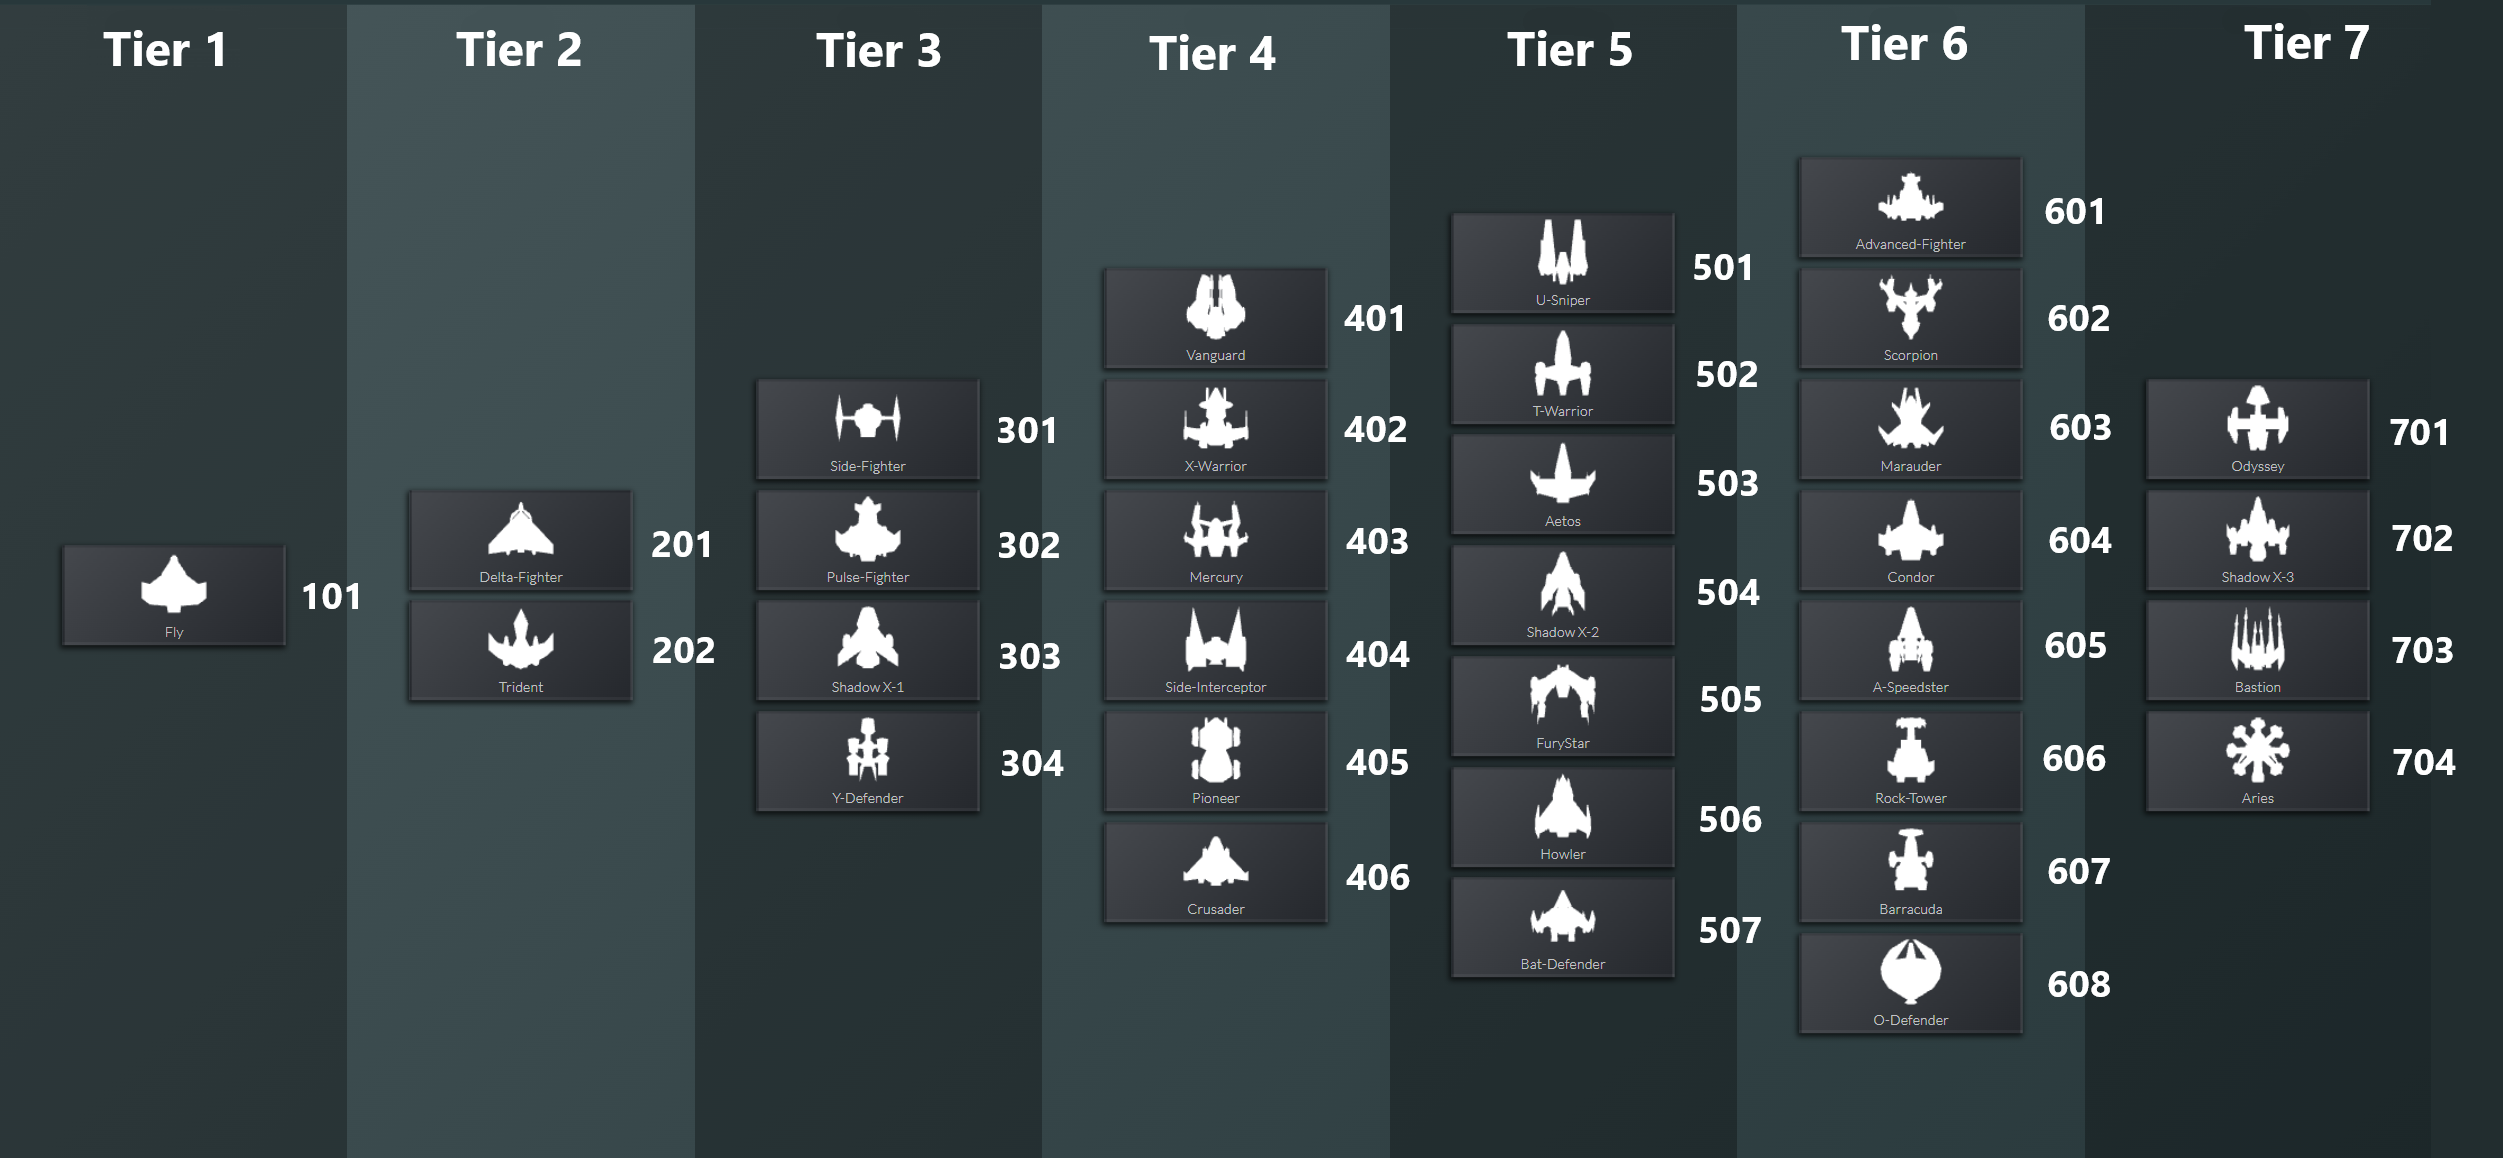 Tier 1
Tier 2
Tier 3
Tier 4
Tier 5
Tier 6
Tier 7
Fly
101
Delta-Fighter
201
Trident
202
Side-Fighter
301
Pulse-Fighter
302
Shadow X-1
303
Y-Defender
304
Vanguard
401
X-Warrior
402
Mercury
403
Side-Interceptor
404
Pioneer
405
Crusader
406
U-Sniper
501
T-Warrior
502
Aetos
503
Shadow X-2
504
FuryStar
505
Howler
506
Bat-Defender
507
Advanced-Fighter
601
Scorpion
602
Marauder
603
Condor
604
A-Speedster
605
Rock-Tower
606
Barracuda
607
O-Defender
608
Odyssey
701
Shadow X-3
702
Bastion
703
Aries
704